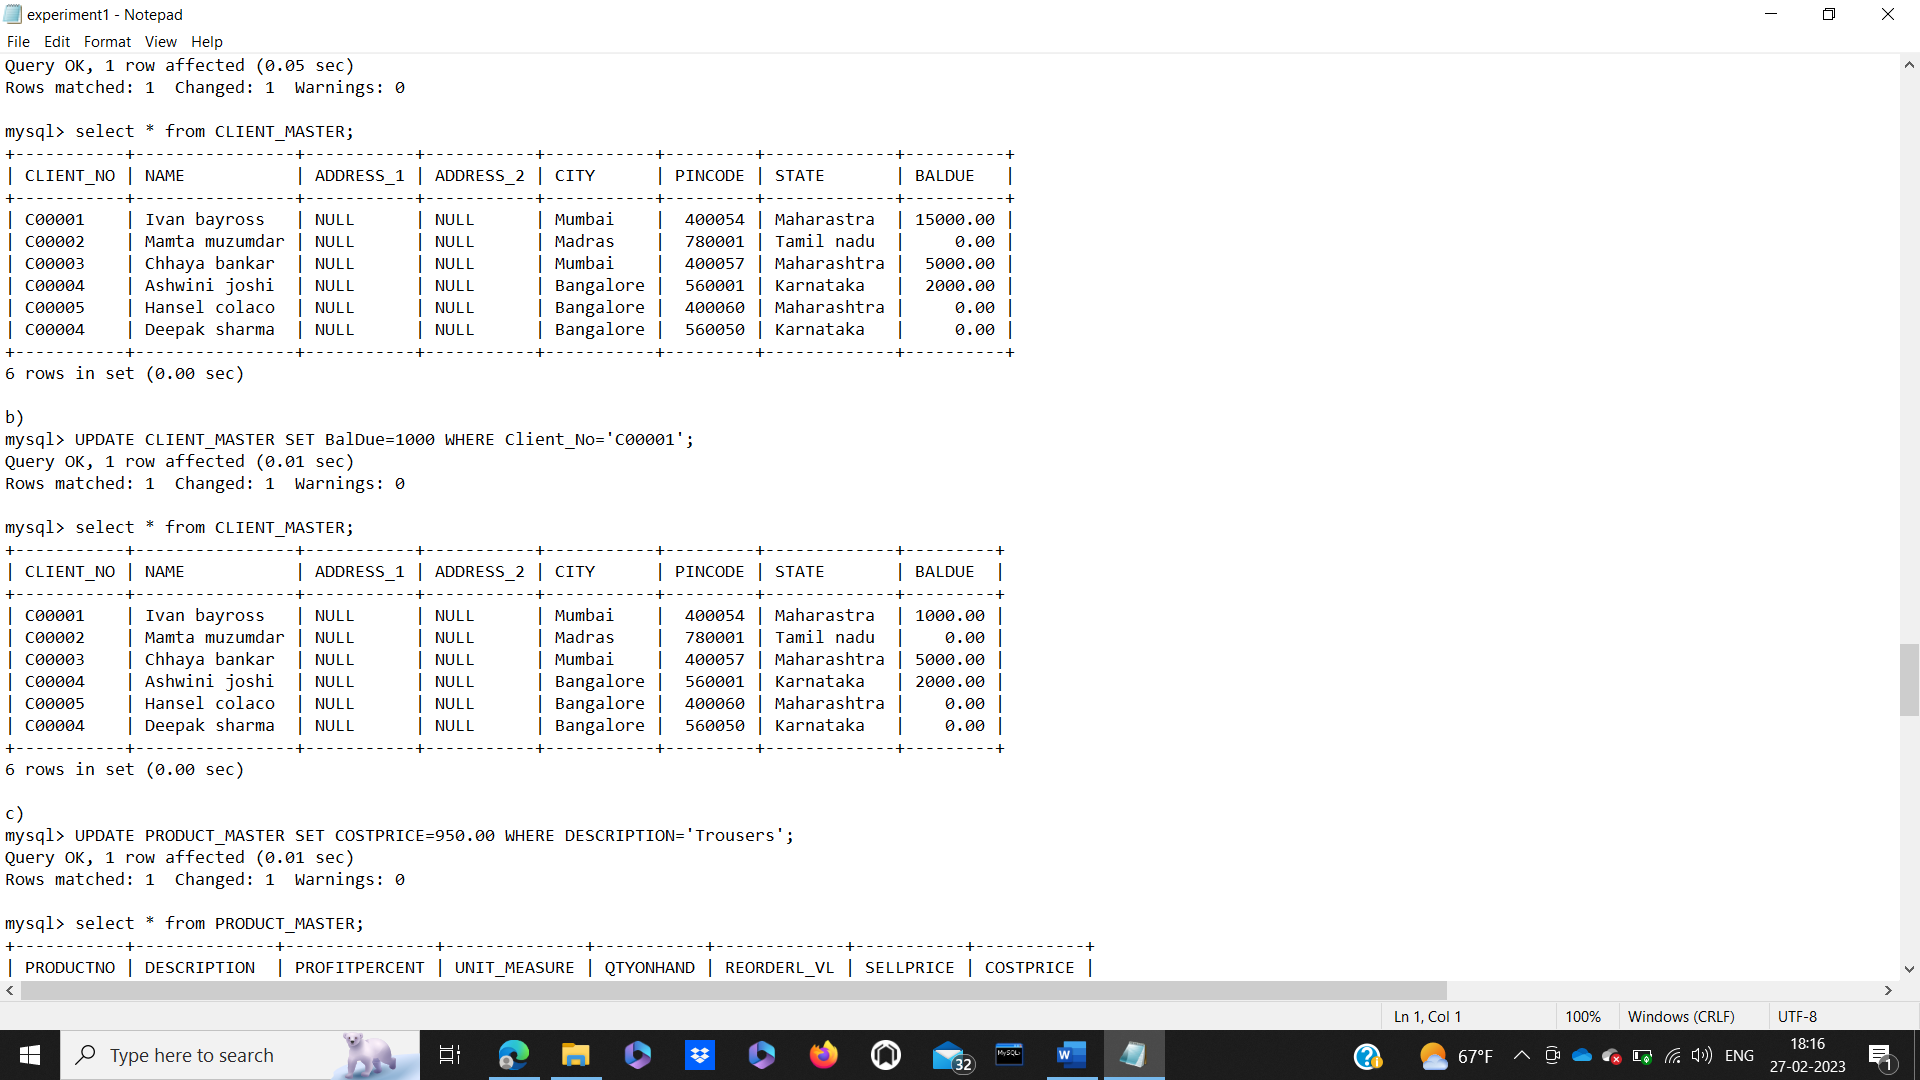 experiment1 - Notepad
File Edit Format View Help
Query OK, 1 row affected (0.05 sec)
Rows matched: 1  Changed: 1  Warnings: 0

mysql> select * from CLIENT_MASTER;
+-----------+----------------+-----------+-----------+-----------+---------+-------------+----------+
| CLIENT_NO | NAME           | ADDRESS_1 | ADDRESS_2 | CITY      | PINCODE | STATE       | BALDUE   |
+-----------+----------------+-----------+-----------+-----------+---------+-------------+----------+
| C00001    | Ivan bayross   | NULL      | NULL      | Mumbai    |  400054 | Maharastra  | 15000.00 |
| C00002    | Mamta muzumdar | NULL      | NULL      | Madras    |  780001 | Tamil nadu  |     0.00 |
| C00003    | Chhaya bankar  | NULL      | NULL      | Mumbai    |  400057 | Maharashtra |  5000.00 |
| C00004    | Ashwini joshi  | NULL      | NULL      | Bangalore |  560001 | Karnataka   |  2000.00 |
| C00005    | Hansel colaco  | NULL      | NULL      | Bangalore |  400060 | Maharashtra |     0.00 |
| C00004    | Deepak sharma  | NULL      | NULL      | Bangalore |  560050 | Karnataka   |     0.00 |
+-----------+----------------+-----------+-----------+-----------+---------+-------------+----------+
6 rows in set (0.00 sec)

b)
mysql> UPDATE CLIENT_MASTER SET BalDue=1000 WHERE Client_No='C00001';
Query OK, 1 row affected (0.01 sec)
Rows matched: 1  Changed: 1  Warnings: 0

mysql> select * from CLIENT_MASTER;
+-----------+----------------+-----------+-----------+-----------+---------+-------------+---------+
| CLIENT_NO | NAME           | ADDRESS_1 | ADDRESS_2 | CITY      | PINCODE | STATE       | BALDUE  |
+-----------+----------------+-----------+-----------+-----------+---------+-------------+---------+
| C00001    | Ivan bayross   | NULL      | NULL      | Mumbai    |  400054 | Maharastra  | 1000.00 |
| C00002    | Mamta muzumdar | NULL      | NULL      | Madras    |  780001 | Tamil nadu  |    0.00 |
| C00003    | Chhaya bankar  | NULL      | NULL      | Mumbai    |  400057 | Maharashtra | 5000.00 |
| C00004    | Ashwini joshi  | NULL      | NULL      | Bangalore |  560001 | Karnataka   | 2000.00 |
| C00005    | Hansel colaco  | NULL      | NULL      | Bangalore |  400060 | Maharashtra |    0.00 |
| C00004    | Deepak sharma  | NULL      | NULL      | Bangalore |  560050 | Karnataka   |    0.00 |
+-----------+----------------+-----------+-----------+-----------+---------+-------------+---------+
6 rows in set (0.00 sec)

c)
mysql> UPDATE PRODUCT_MASTER SET COSTPRICE=950.00 WHERE DESCRIPTION='Trousers';
Query OK, 1 row affected (0.01 sec)
Rows matched: 1  Changed: 1  Warnings: 0

mysql> select * from PRODUCT_MASTER;
+-----------+--------------+---------------+--------------+-----------+-------------+-----------+-----------+
| PRODUCTNO | DESCRIPTION  | PROFITPERCENT | UNIT_MEASURE | QTYONHAND | REORDERL_VL | SELLPRICE | COSTPRICE |
Ln 1, Col 1 100% Windows (CRLF) UTF-8
Type here to search 32 67°F ENG 18:16
27-02-2023 1